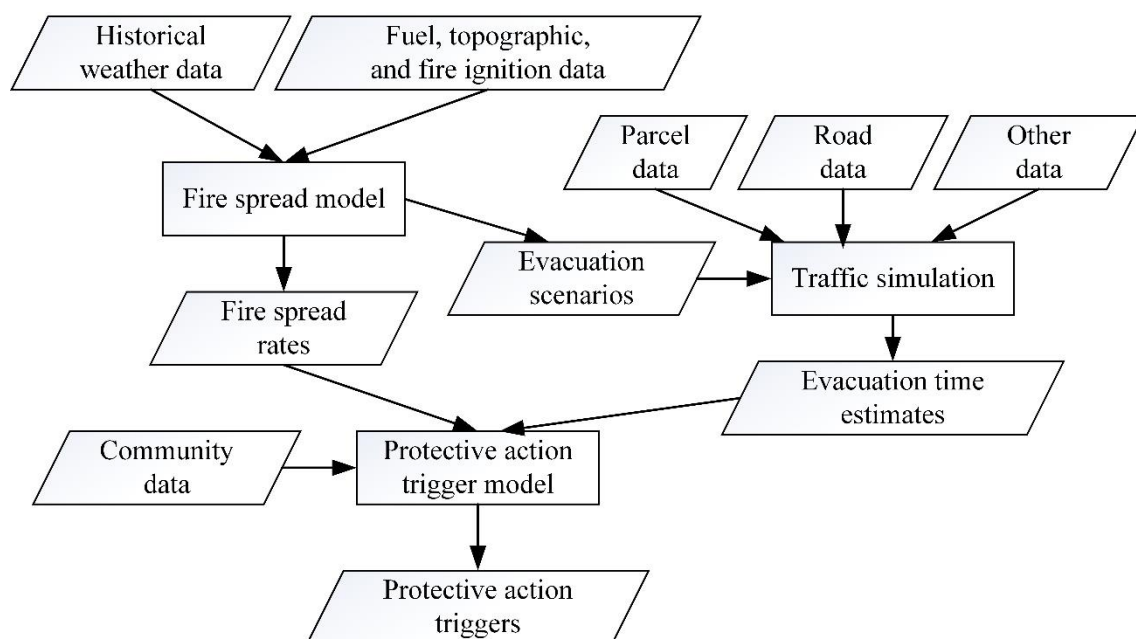 Historical
weather data
Fuel, topographic,
and fire ignition data
Parcel
data
Road
data
Other
data
Fire spread model
Evacuation
scenarios
Traffic simulation
Fire spread
rates
Evacuation time
estimates
Community
data
Protective action
trigger model
Protective action
triggers